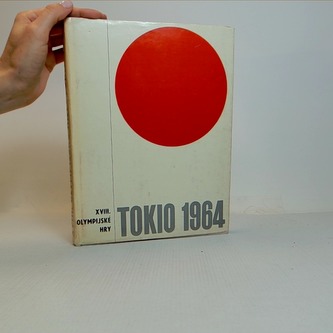 XVIII.
OLYMPIJSKÉ
HRY
TOKIO 1964